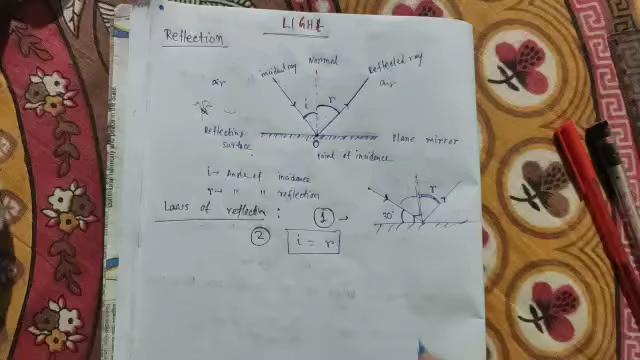 LIGHt
Reflection
incident ray Normal Reflected ray
air air
i r
Reflecting surface
Plane mirror
O
point of incidence
i → Angle of incidence
r → " " reflection
Laws of reflection : 1 →
i r
30°
2 i = r